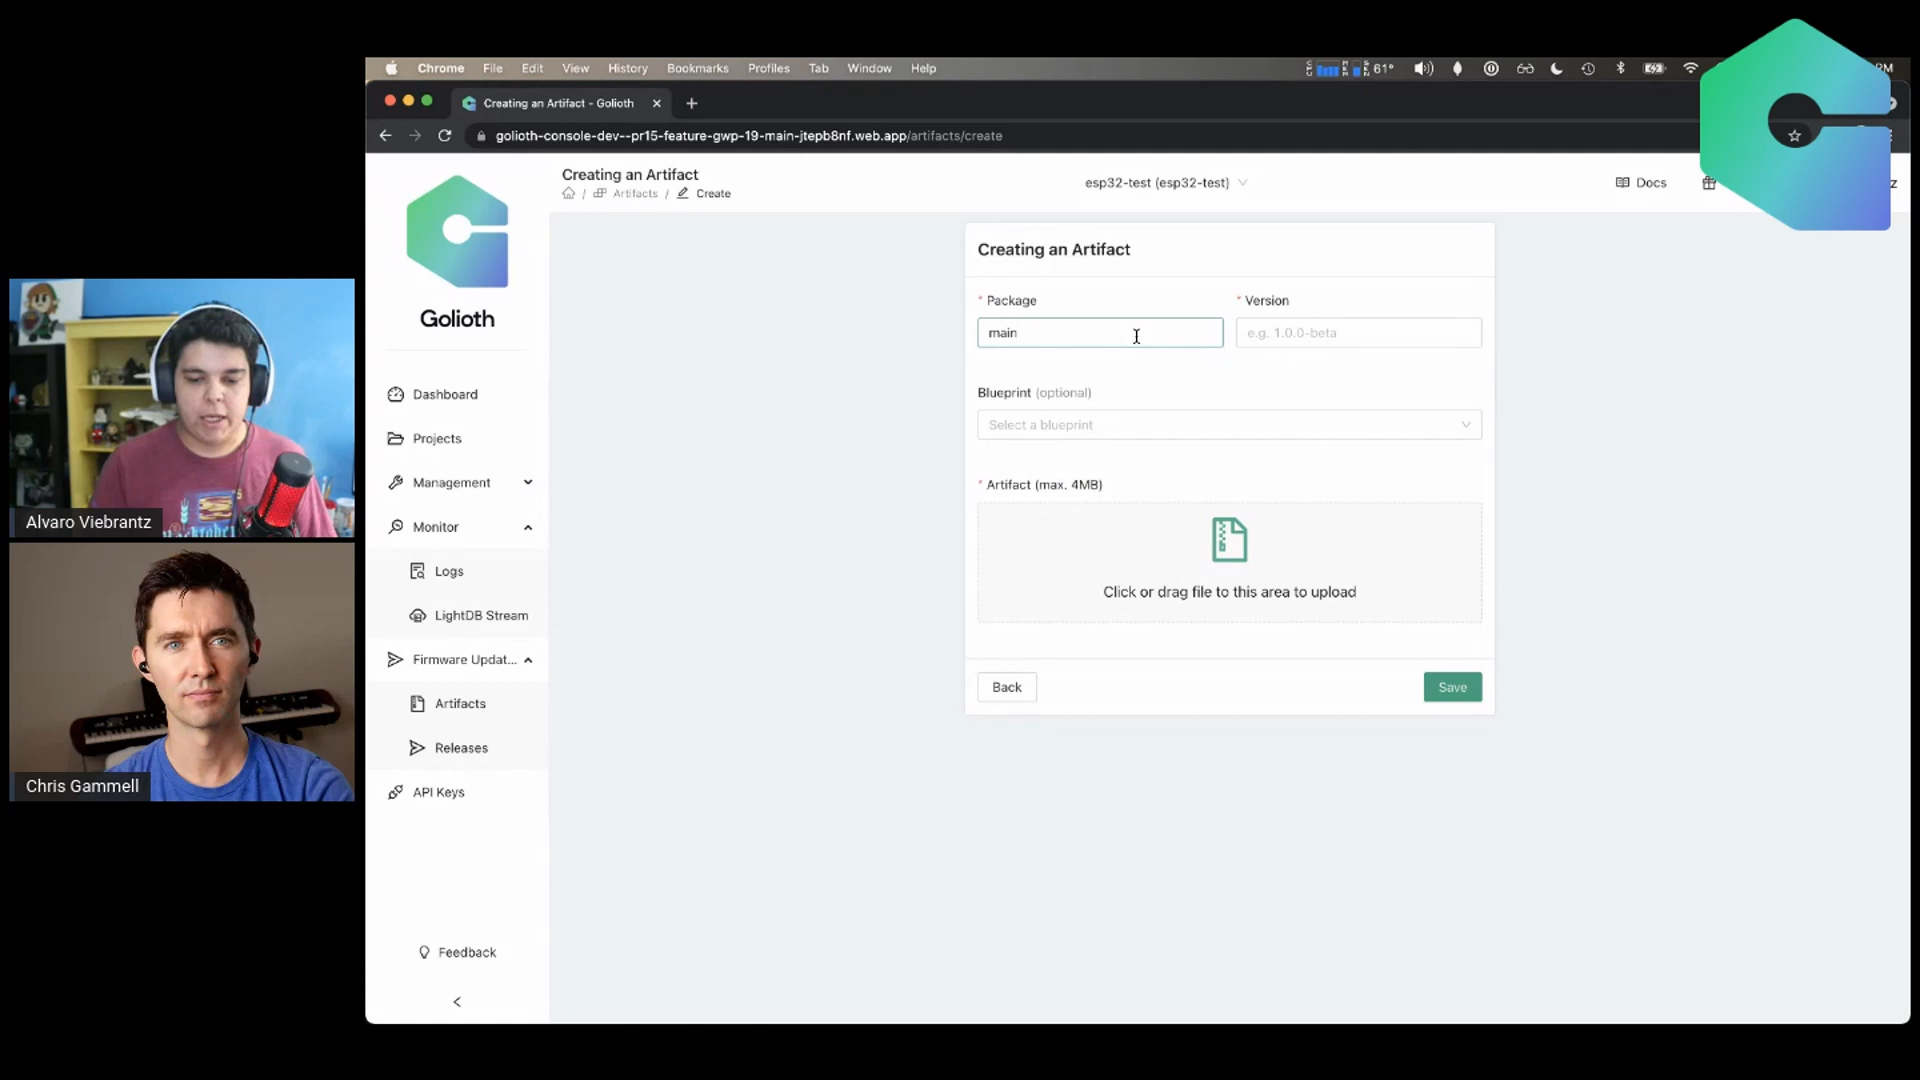 Chrome File Edit View History Bookmarks Profiles Tab Window Help 61° PM
Creating an Artifact - Golioth
golioth-console-dev--pr15-feature-gwp-19-main-jtepb8nf.web.app/artifacts/create
Golioth
Dashboard
Projects
Management
Monitor
Logs
LightDB Stream
Firmware Updat...
Artifacts
Releases
API Keys
Feedback
Creating an Artifact
/ Artifacts / Create
esp32-test (esp32-test)
Docs
z
Creating an Artifact
* Package * Version
main e.g. 1.0.0-beta
Blueprint (optional)
Select a blueprint
* Artifact (max. 4MB)
Click or drag file to this area to upload
Back Save
Alvaro Viebrantz
Chris Gammell